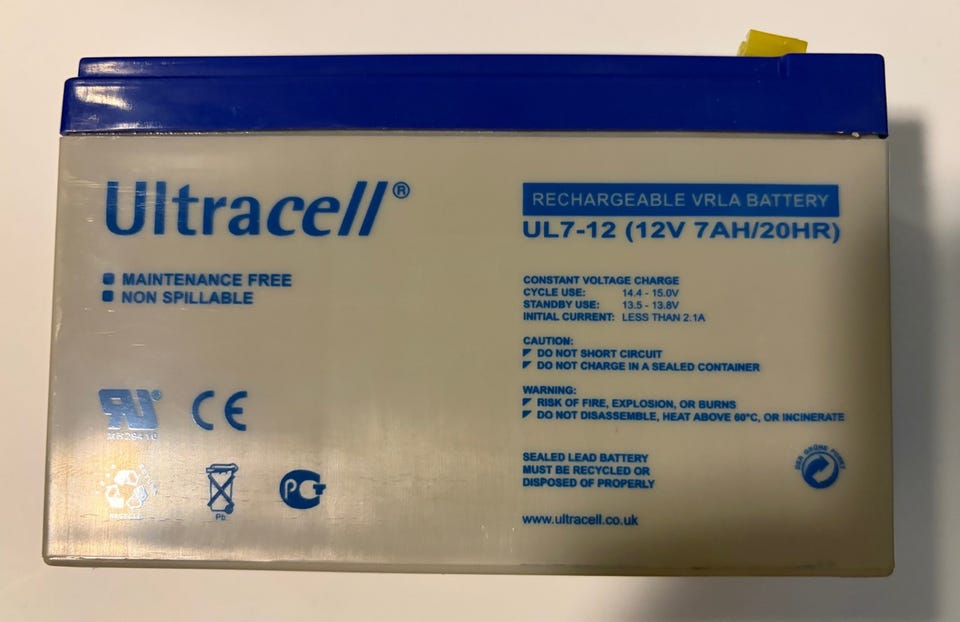 Ultracell®
RECHARGEABLE VRLA BATTERY
UL7-12 (12V 7AH/20HR)
MAINTENANCE FREE
NON SPILLABLE
CONSTANT VOLTAGE CHARGE
CYCLE USE: 14.4 - 15.0V
STANDBY USE: 13.5 - 13.8V
INITIAL CURRENT: LESS THAN 2.1A
CAUTION:
DO NOT SHORT CIRCUIT
DO NOT CHARGE IN A SEALED CONTAINER
WARNING:
RISK OF FIRE, EXPLOSION, OR BURNS
DO NOT DISASSEMBLE, HEAT ABOVE 60°C, OR INCINERATE
CE
Pb
SEALED LEAD BATTERY
MUST BE RECYCLED OR
DISPOSED OF PROPERLY
DER GRÜNE PUNKT
www.ultracell.co.uk